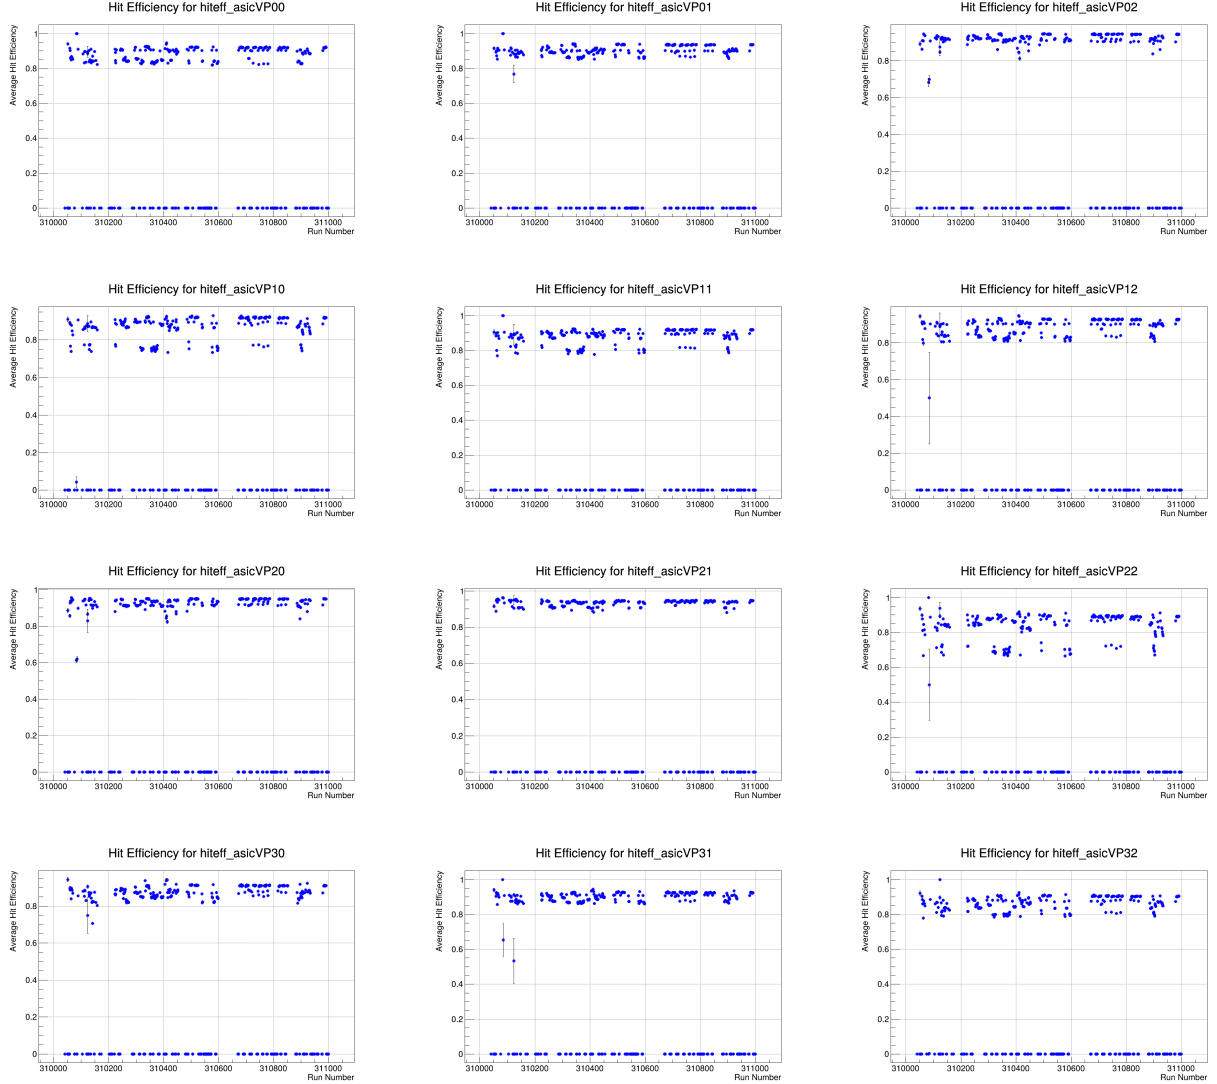 Hit Efficiency for hiteff_asicVP00
Average Hit Efficiency
1
0.8
0.6
0.4
0.2
0
310000 310200 310400 310600 310800 311000
Run Number
Hit Efficiency for hiteff_asicVP01
Average Hit Efficiency
1
0.8
0.6
0.4
0.2
0
310000 310200 310400 310600 310800 311000
Run Number
Hit Efficiency for hiteff_asicVP02
Average Hit Efficiency
0.8
0.6
0.4
0.2
0
310000 310200 310400 310600 310800 311000
Run Number
Hit Efficiency for hiteff_asicVP10
Average Hit Efficiency
0.8
0.6
0.4
0.2
0
310000 310200 310400 310600 310800 311000
Run Number
Hit Efficiency for hiteff_asicVP11
Average Hit Efficiency
1
0.8
0.6
0.4
0.2
0
310000 310200 310400 310600 310800 311000
Run Number
Hit Efficiency for hiteff_asicVP12
Average Hit Efficiency
0.8
0.6
0.4
0.2
0
310000 310200 310400 310600 310800 311000
Run Number
Hit Efficiency for hiteff_asicVP20
Average Hit Efficiency
1
0.8
0.6
0.4
0.2
0
310000 310200 310400 310600 310800 311000
Run Number
Hit Efficiency for hiteff_asicVP21
Average Hit Efficiency
1
0.8
0.6
0.4
0.2
0
310000 310200 310400 310600 310800 311000
Run Number
Hit Efficiency for hiteff_asicVP22
Average Hit Efficiency
1
0.8
0.6
0.4
0.2
0
310000 310200 310400 310600 310800 311000
Run Number
Hit Efficiency for hiteff_asicVP30
Average Hit Efficiency
0.8
0.6
0.4
0.2
0
310000 310200 310400 310600 310800 311000
Run Number
Hit Efficiency for hiteff_asicVP31
Average Hit Efficiency
1
0.8
0.6
0.4
0.2
0
310000 310200 310400 310600 310800 311000
Run Number
Hit Efficiency for hiteff_asicVP32
Average Hit Efficiency
1
0.8
0.6
0.4
0.2
0
310000 310200 310400 310600 310800 311000
Run Number